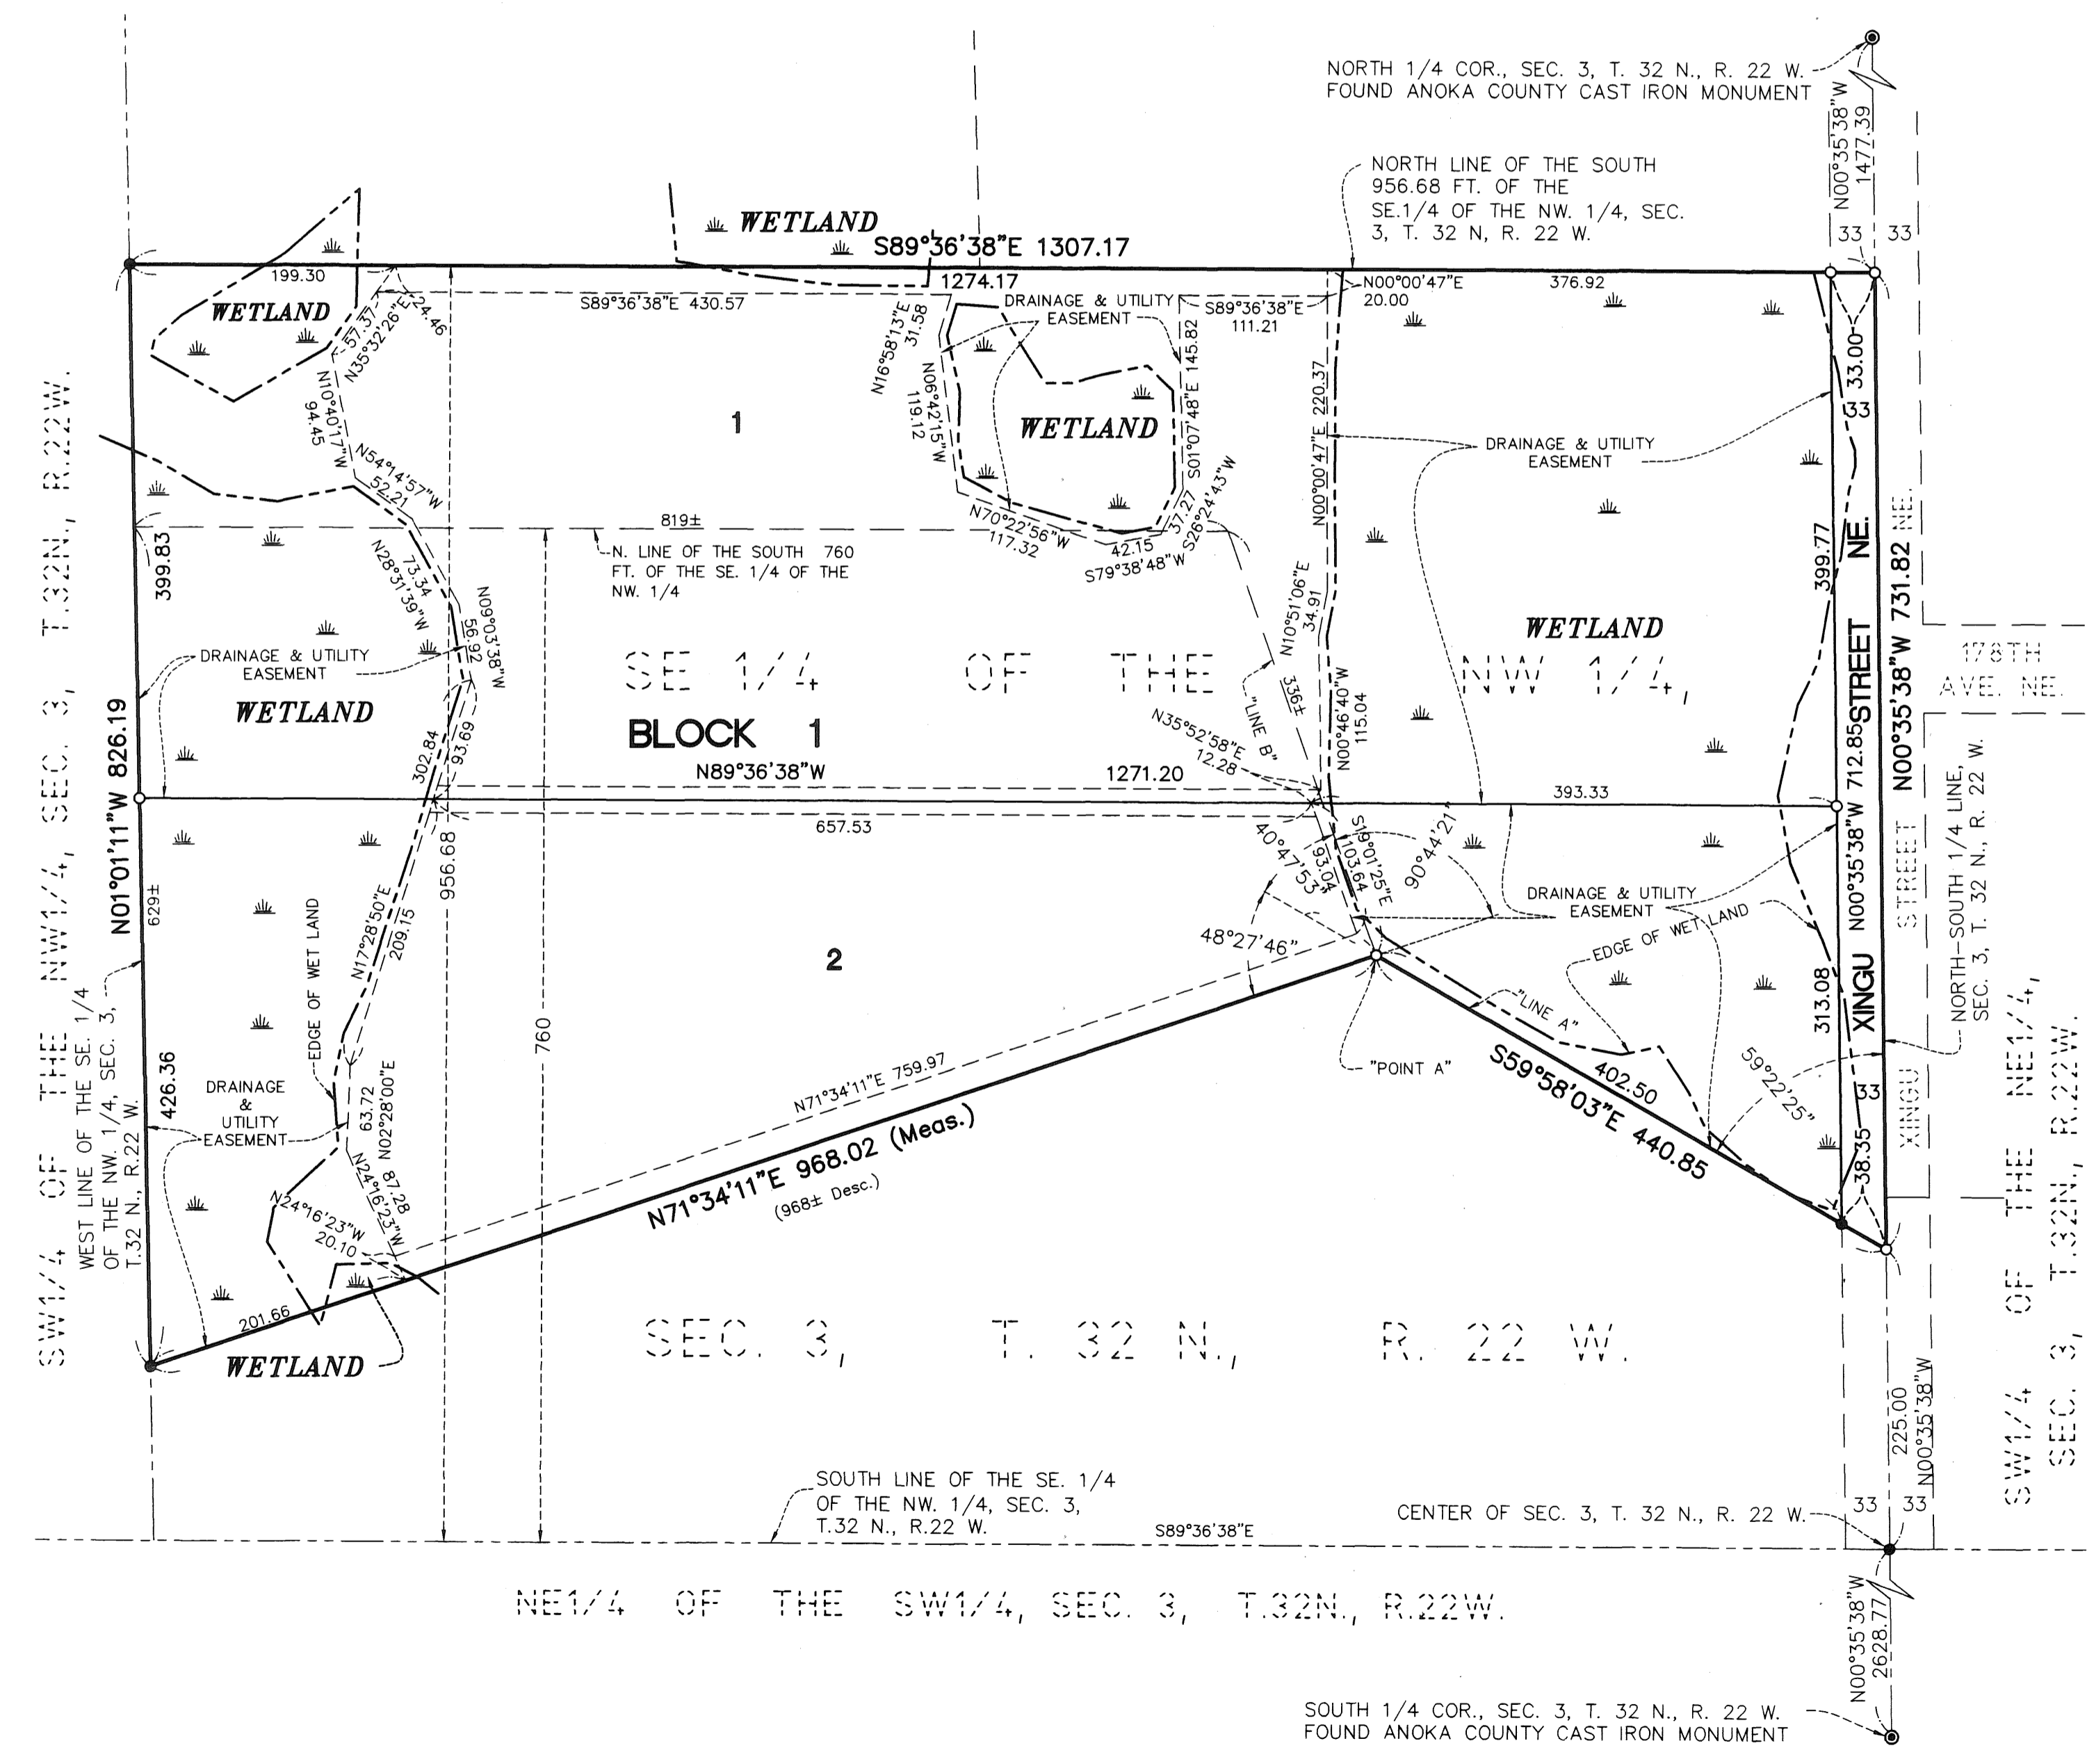 NORTH 1/4 COR., SEC. 3, T. 32 N., R. 22 W.
FOUND ANOKA COUNTY CAST IRON MONUMENT
N00°35'38"W
1477.39
NORTH LINE OF THE SOUTH
956.68 FT. OF THE
SE.1/4 OF THE NW. 1/4, SEC.
3, T. 32 N, R. 22 W.
33
33
WETLAND
S89°36'38"E 1307.17
199.30
1274.17
N00°00'47"E
20.00
376.92
WETLAND
57.37
N35°32'26"E
24.46
S89°36'38"E 430.57
N16°58'13"E
31.58
DRAINAGE & UTILITY
EASEMENT
S89°36'38"E
111.21
33.00
33
N10°40'17"W
94.45
1
N06°42'15"W
119.12
WETLAND
S01°07'48"E 145.82
N00°00'47"E 220.37
DRAINAGE & UTILITY
EASEMENT
N54°14'57"W
52.21
819±
N70°22'56"W
117.32
42.15
S79°38'48"W
37.27
S26°24'43"W
N. LINE OF THE SOUTH 760
FT. OF THE SE. 1/4 OF THE
NW. 1/4
399.83
73.34
N28°31'39"W
56.92
N09°03'38"W
N10°51'06"E
34.91
399.77
WETLAND
N00°35'38"W 731.82
NE.
178TH
AVE. NE.
DRAINAGE & UTILITY
EASEMENT
WETLAND
SE 1/4 OF THE NW 1/4,
BLOCK 1
"LINE B"
336±
N00°46'40"W
115.04
N35°52'58"E
12.28
N01°01'11"W 826.19
302.84
93.69
N89°36'38"W
1271.20
393.33
657.53
XINGU STREET NE.
N00°35'38"W 712.85
629±
956.68
40°47'53"
93.04
S19°01'25"E
103.64
90°44'21"
DRAINAGE & UTILITY
EASEMENT
EDGE OF WET LAND
N17°28'50"E
209.15
EDGE OF WET LAND
2
48°27'46"
313.08
XINGU STREET
NORTH-SOUTH 1/4 LINE,
SEC. 3, T. 32 N., R. 22 W.
WEST LINE OF THE SE. 1/4
OF THE NW. 1/4, SEC. 3,
T.32 N., R.22 W.
SW1/4 OF THE NW1/4, SEC. 3, T.32N., R.22W.
426.36
DRAINAGE
&
UTILITY
EASEMENT
63.72
N02°28'00"E
760
N71°34'11"E 759.97
"POINT A"
"LINE A"
S59°58'03"E 440.85
402.50
59°22'25"
33
38.35
N71°34'11"E 968.02 (Meas.)
(968± Desc.)
87.28
N24°16'23"W
N24°16'23"W
20.10
201.66
WETLAND
SEC. 3, T. 32 N., R. 22 W.
SW1/4 OF THE NE1/4,
SEC. 3, T.32N., R.22W.
225.00
N00°35'38"W
SOUTH LINE OF THE SE. 1/4
OF THE NW. 1/4, SEC. 3,
T.32 N., R.22 W.
S89°36'38"E
CENTER OF SEC. 3, T. 32 N., R. 22 W.
33
33
NE1/4 OF THE SW1/4, SEC. 3, T.32N., R.22W.
N00°35'38"W
2628.77
SOUTH 1/4 COR., SEC. 3, T. 32 N., R. 22 W.
FOUND ANOKA COUNTY CAST IRON MONUMENT